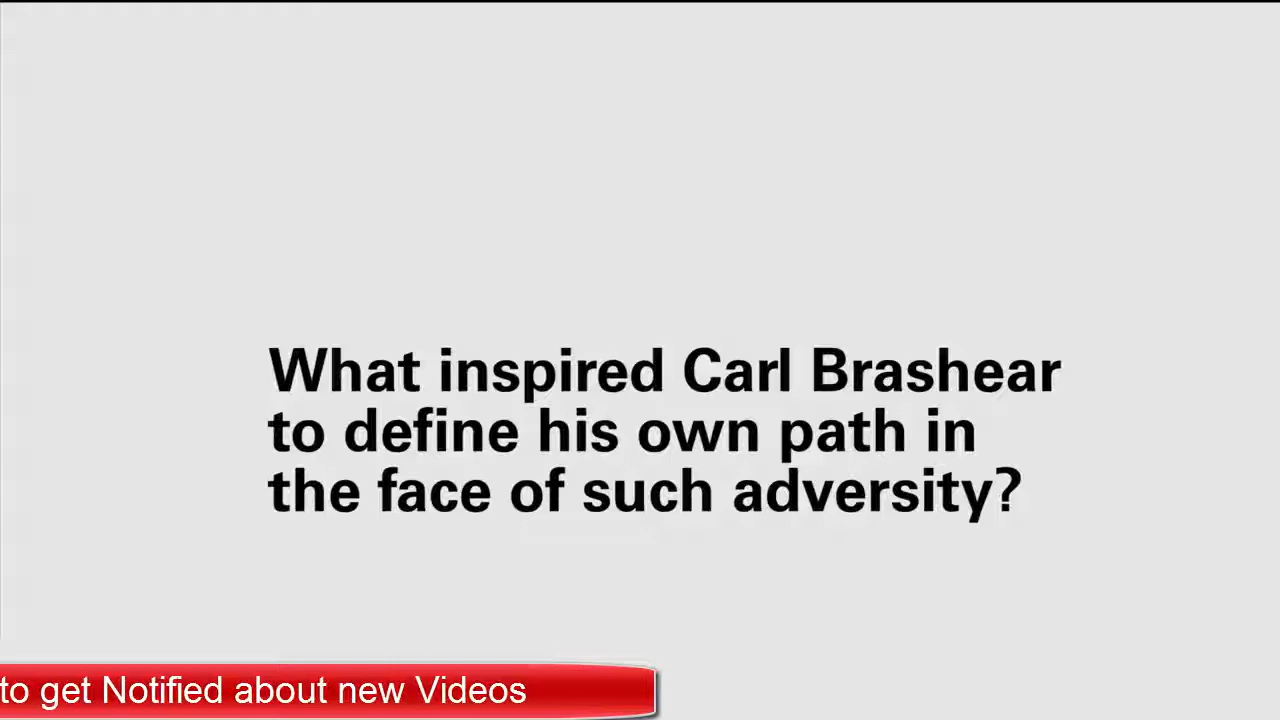 What inspired Carl Brashear
to define his own path in
the face of such adversity?
to get Notified about new Videos